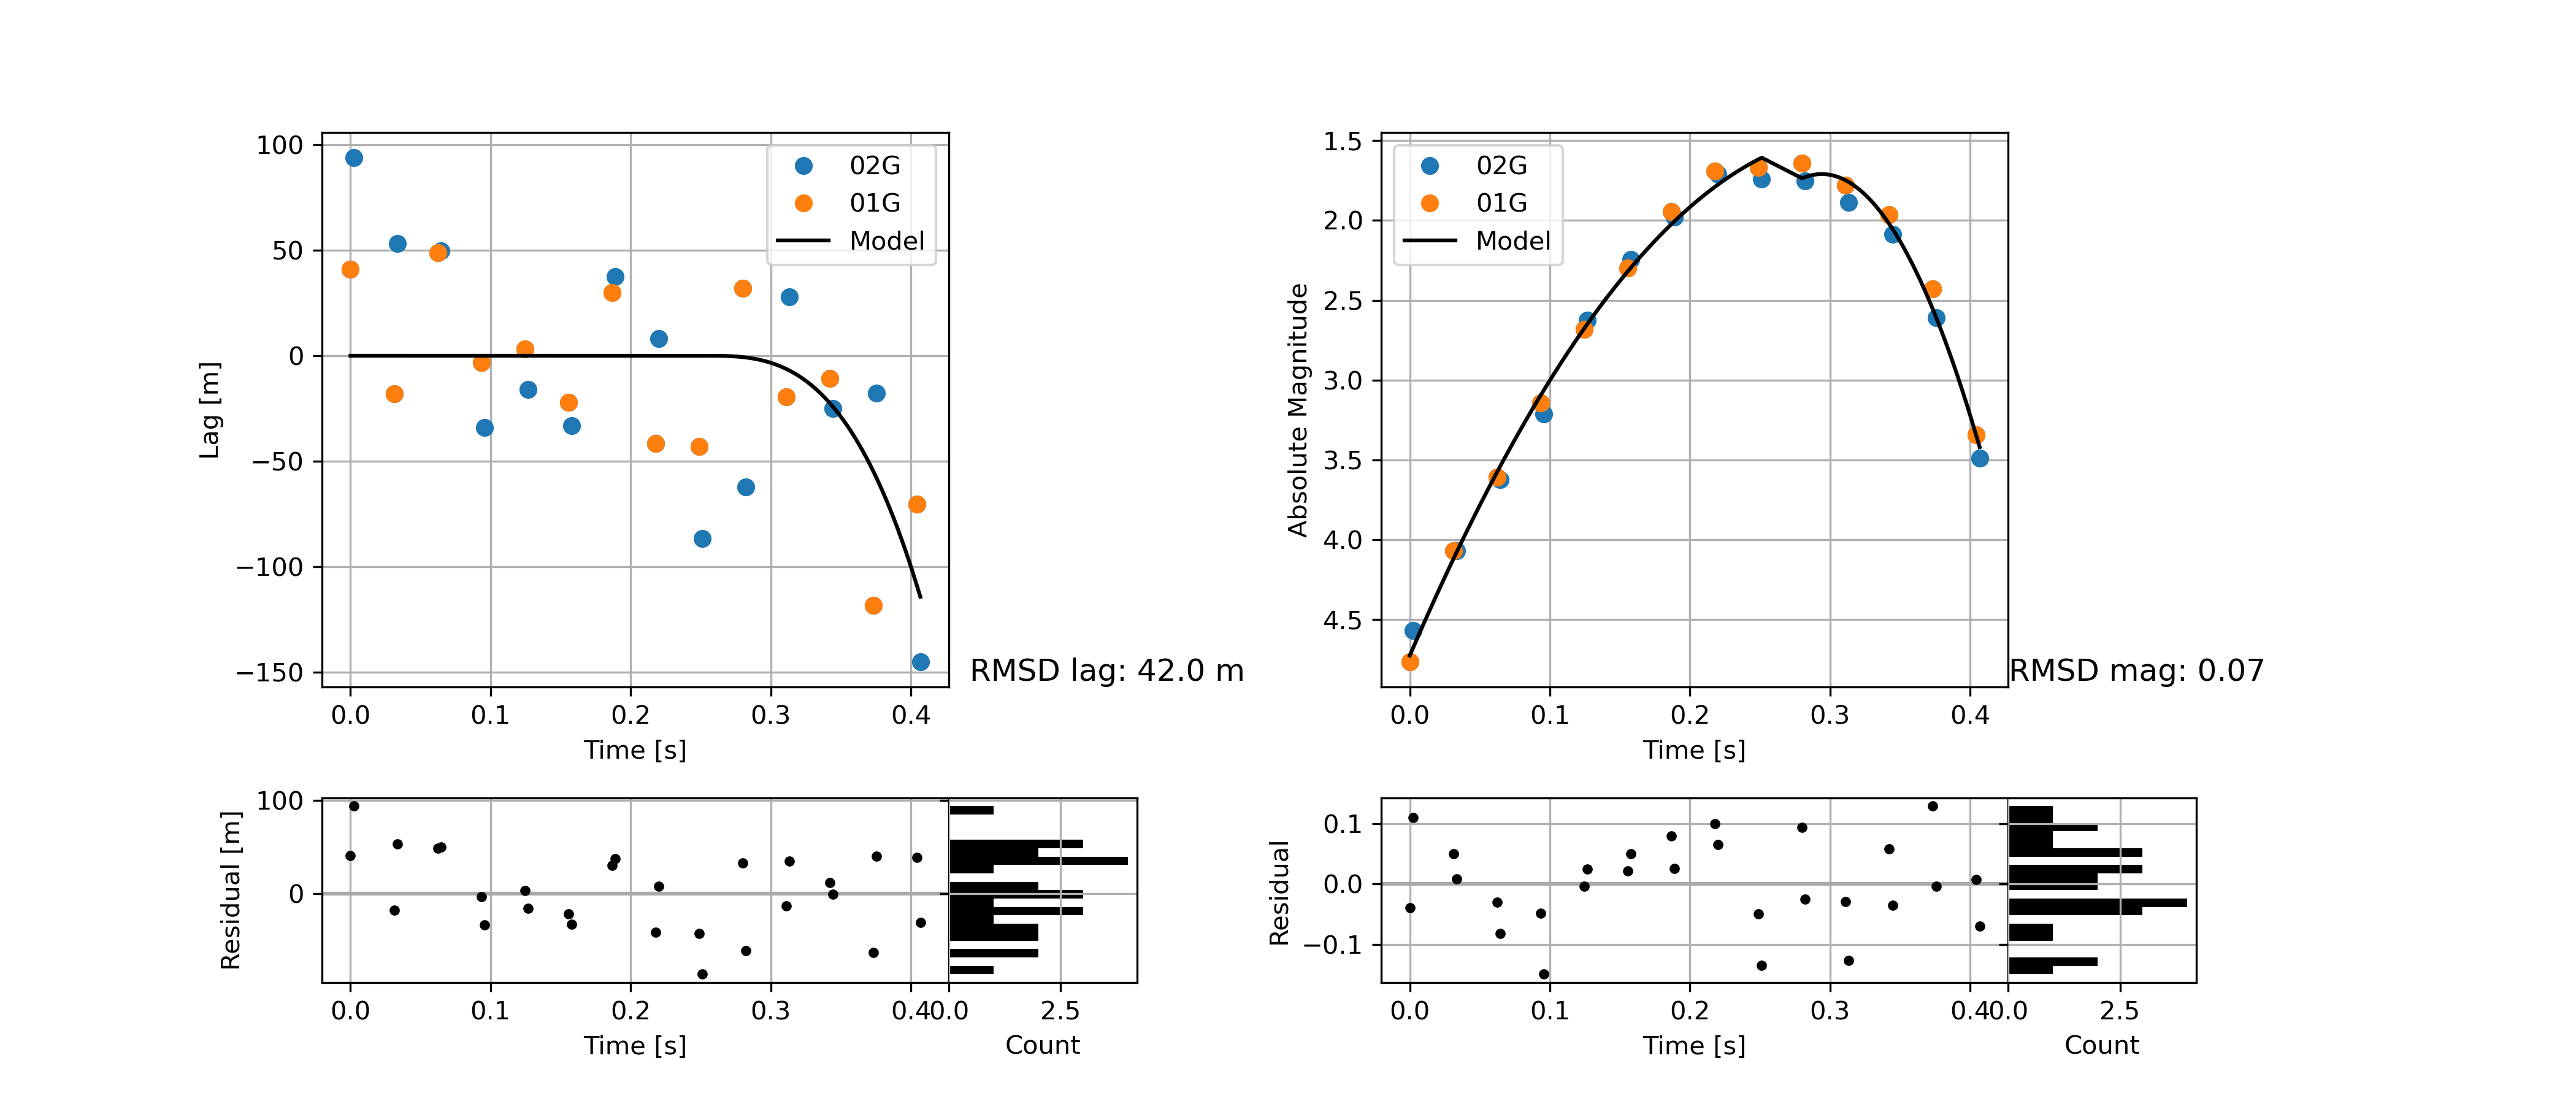 100
50
0
−50
−100
−150
Lag [m]
02G
01G
Model
0.0 0.1 0.2 0.3 0.4
Time [s]
RMSD lag: 42.0 m
1.5
2.0
2.5
3.0
3.5
4.0
4.5
Absolute Magnitude
02G
01G
Model
0.0 0.1 0.2 0.3 0.4
Time [s]
RMSD mag: 0.07
100
0
Residual [m]
0.0 0.1 0.2 0.3 0.4
Time [s]
0.0 2.5
Count
0.1
0.0
−0.1
Residual
0.0 0.1 0.2 0.3 0.4
Time [s]
0.0 2.5
Count